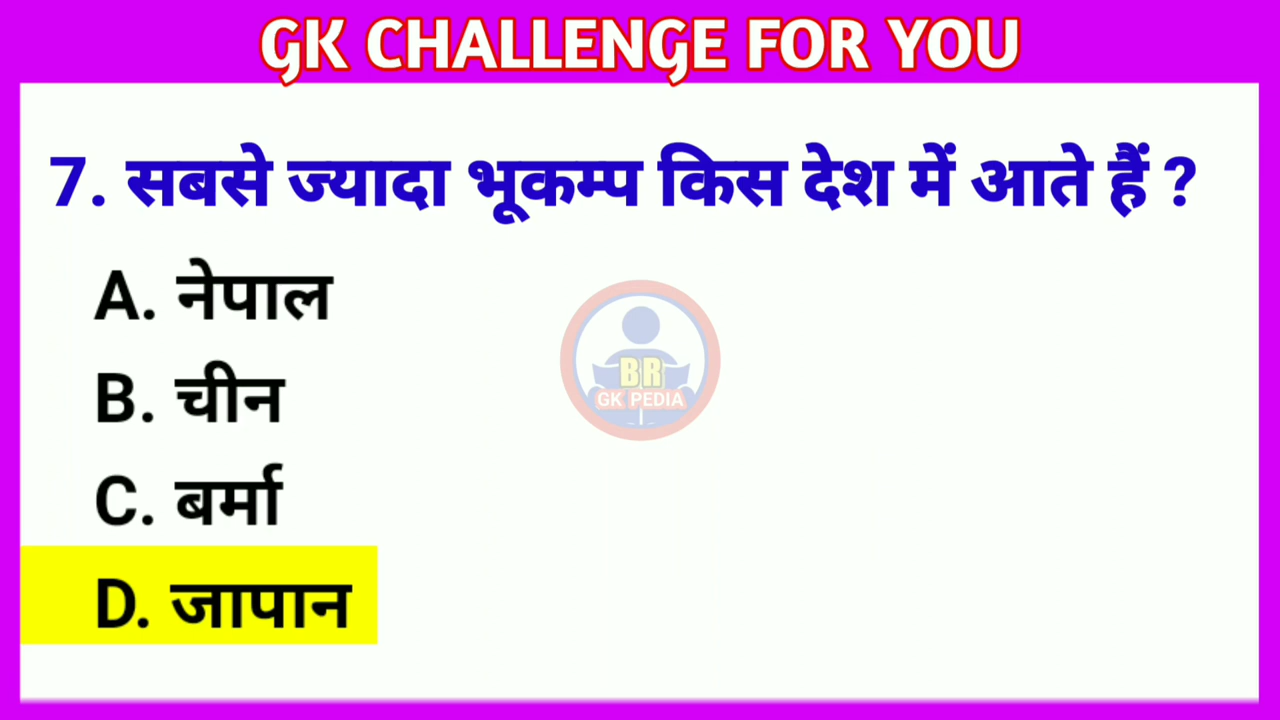 GK CHALLENGE FOR YOU
7. सबसे ज्यादा भूकम्प किस देश में आते हैं ?
A. नेपाल
B. चीन
C. बर्मा
D. जापान
BR
GK PEDIA